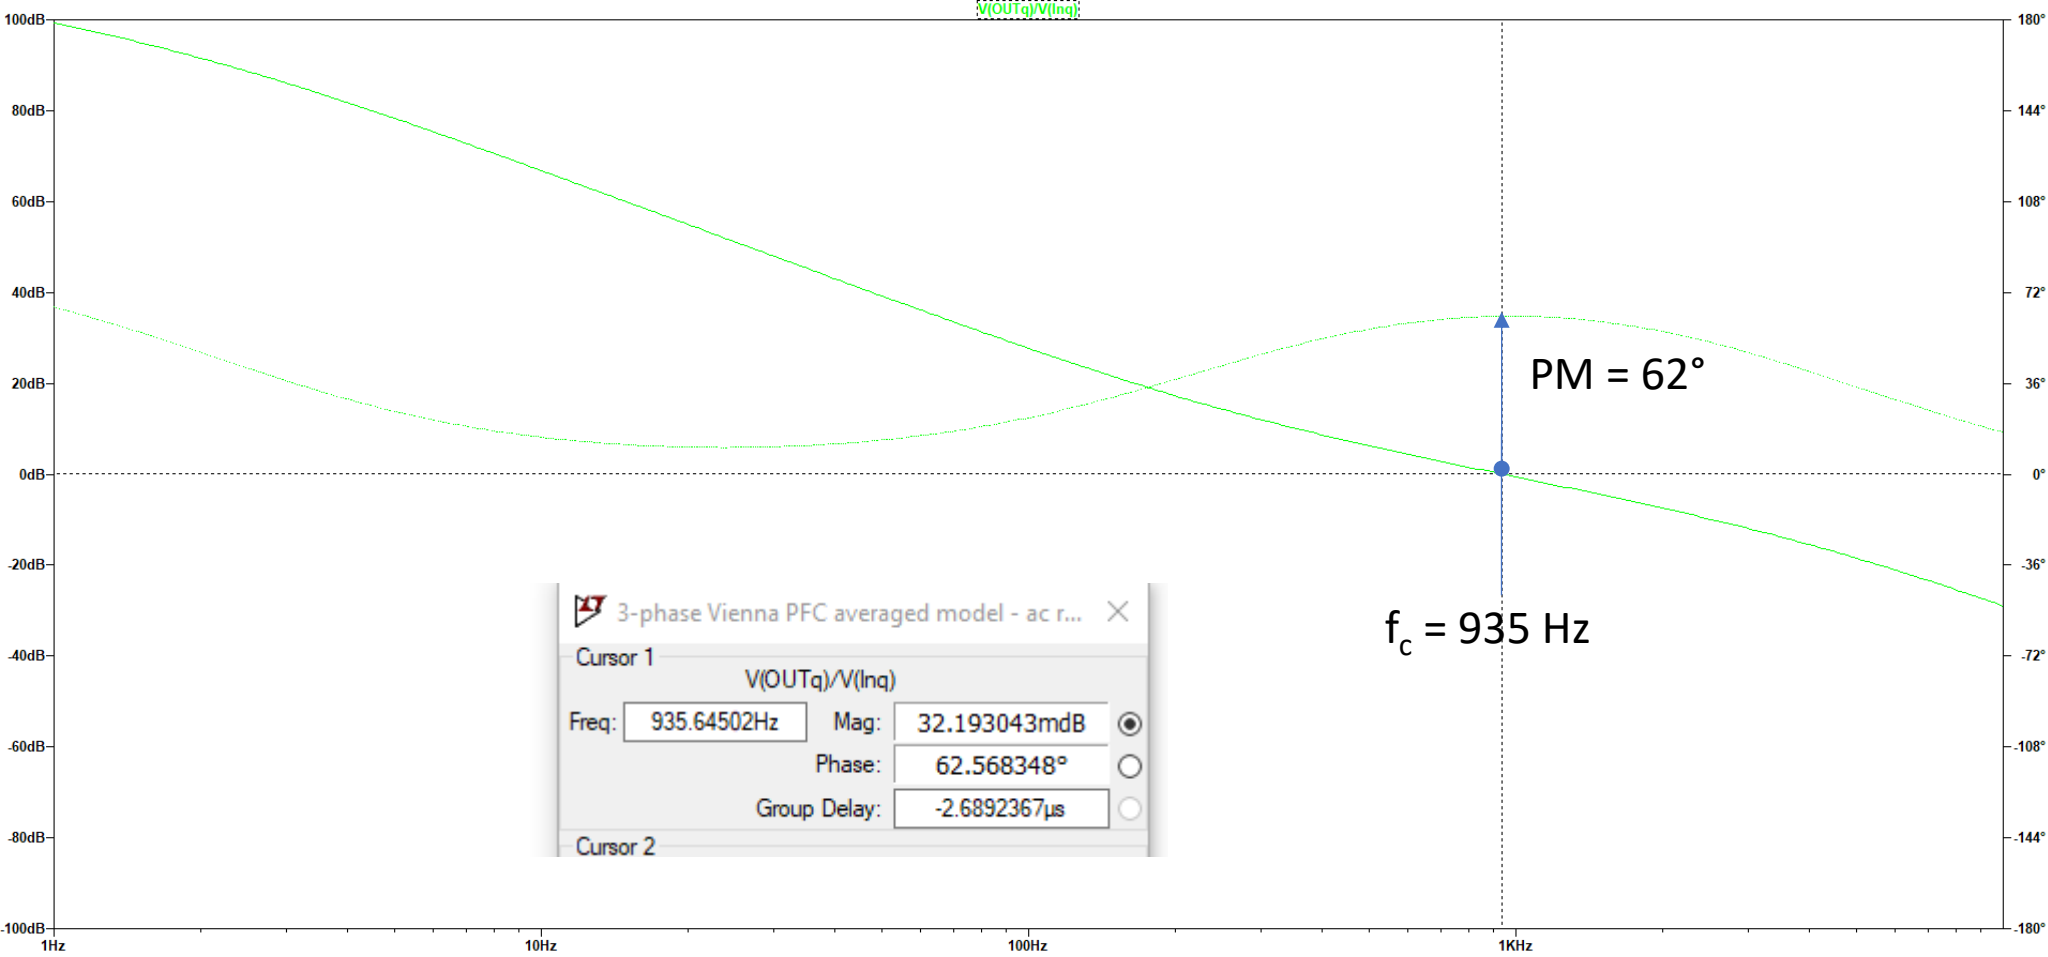 V(OUTq)/V(Inq)
100dB
80dB
60dB
40dB
20dB
0dB
-20dB
-40dB
-60dB
-80dB
-100dB
180°
144°
108°
72°
36°
0°
-36°
-72°
-108°
-144°
-180°
PM = 62°
fc = 935 Hz
3-phase Vienna PFC averaged model - ac r...
Cursor 1
V(OUTq)/V(Inq)
Freq: 935.64502Hz Mag: 32.193043mdB
Phase: 62.568348°
Group Delay: -2.6892367µs
Cursor 2
1Hz 10Hz 100Hz 1KHz